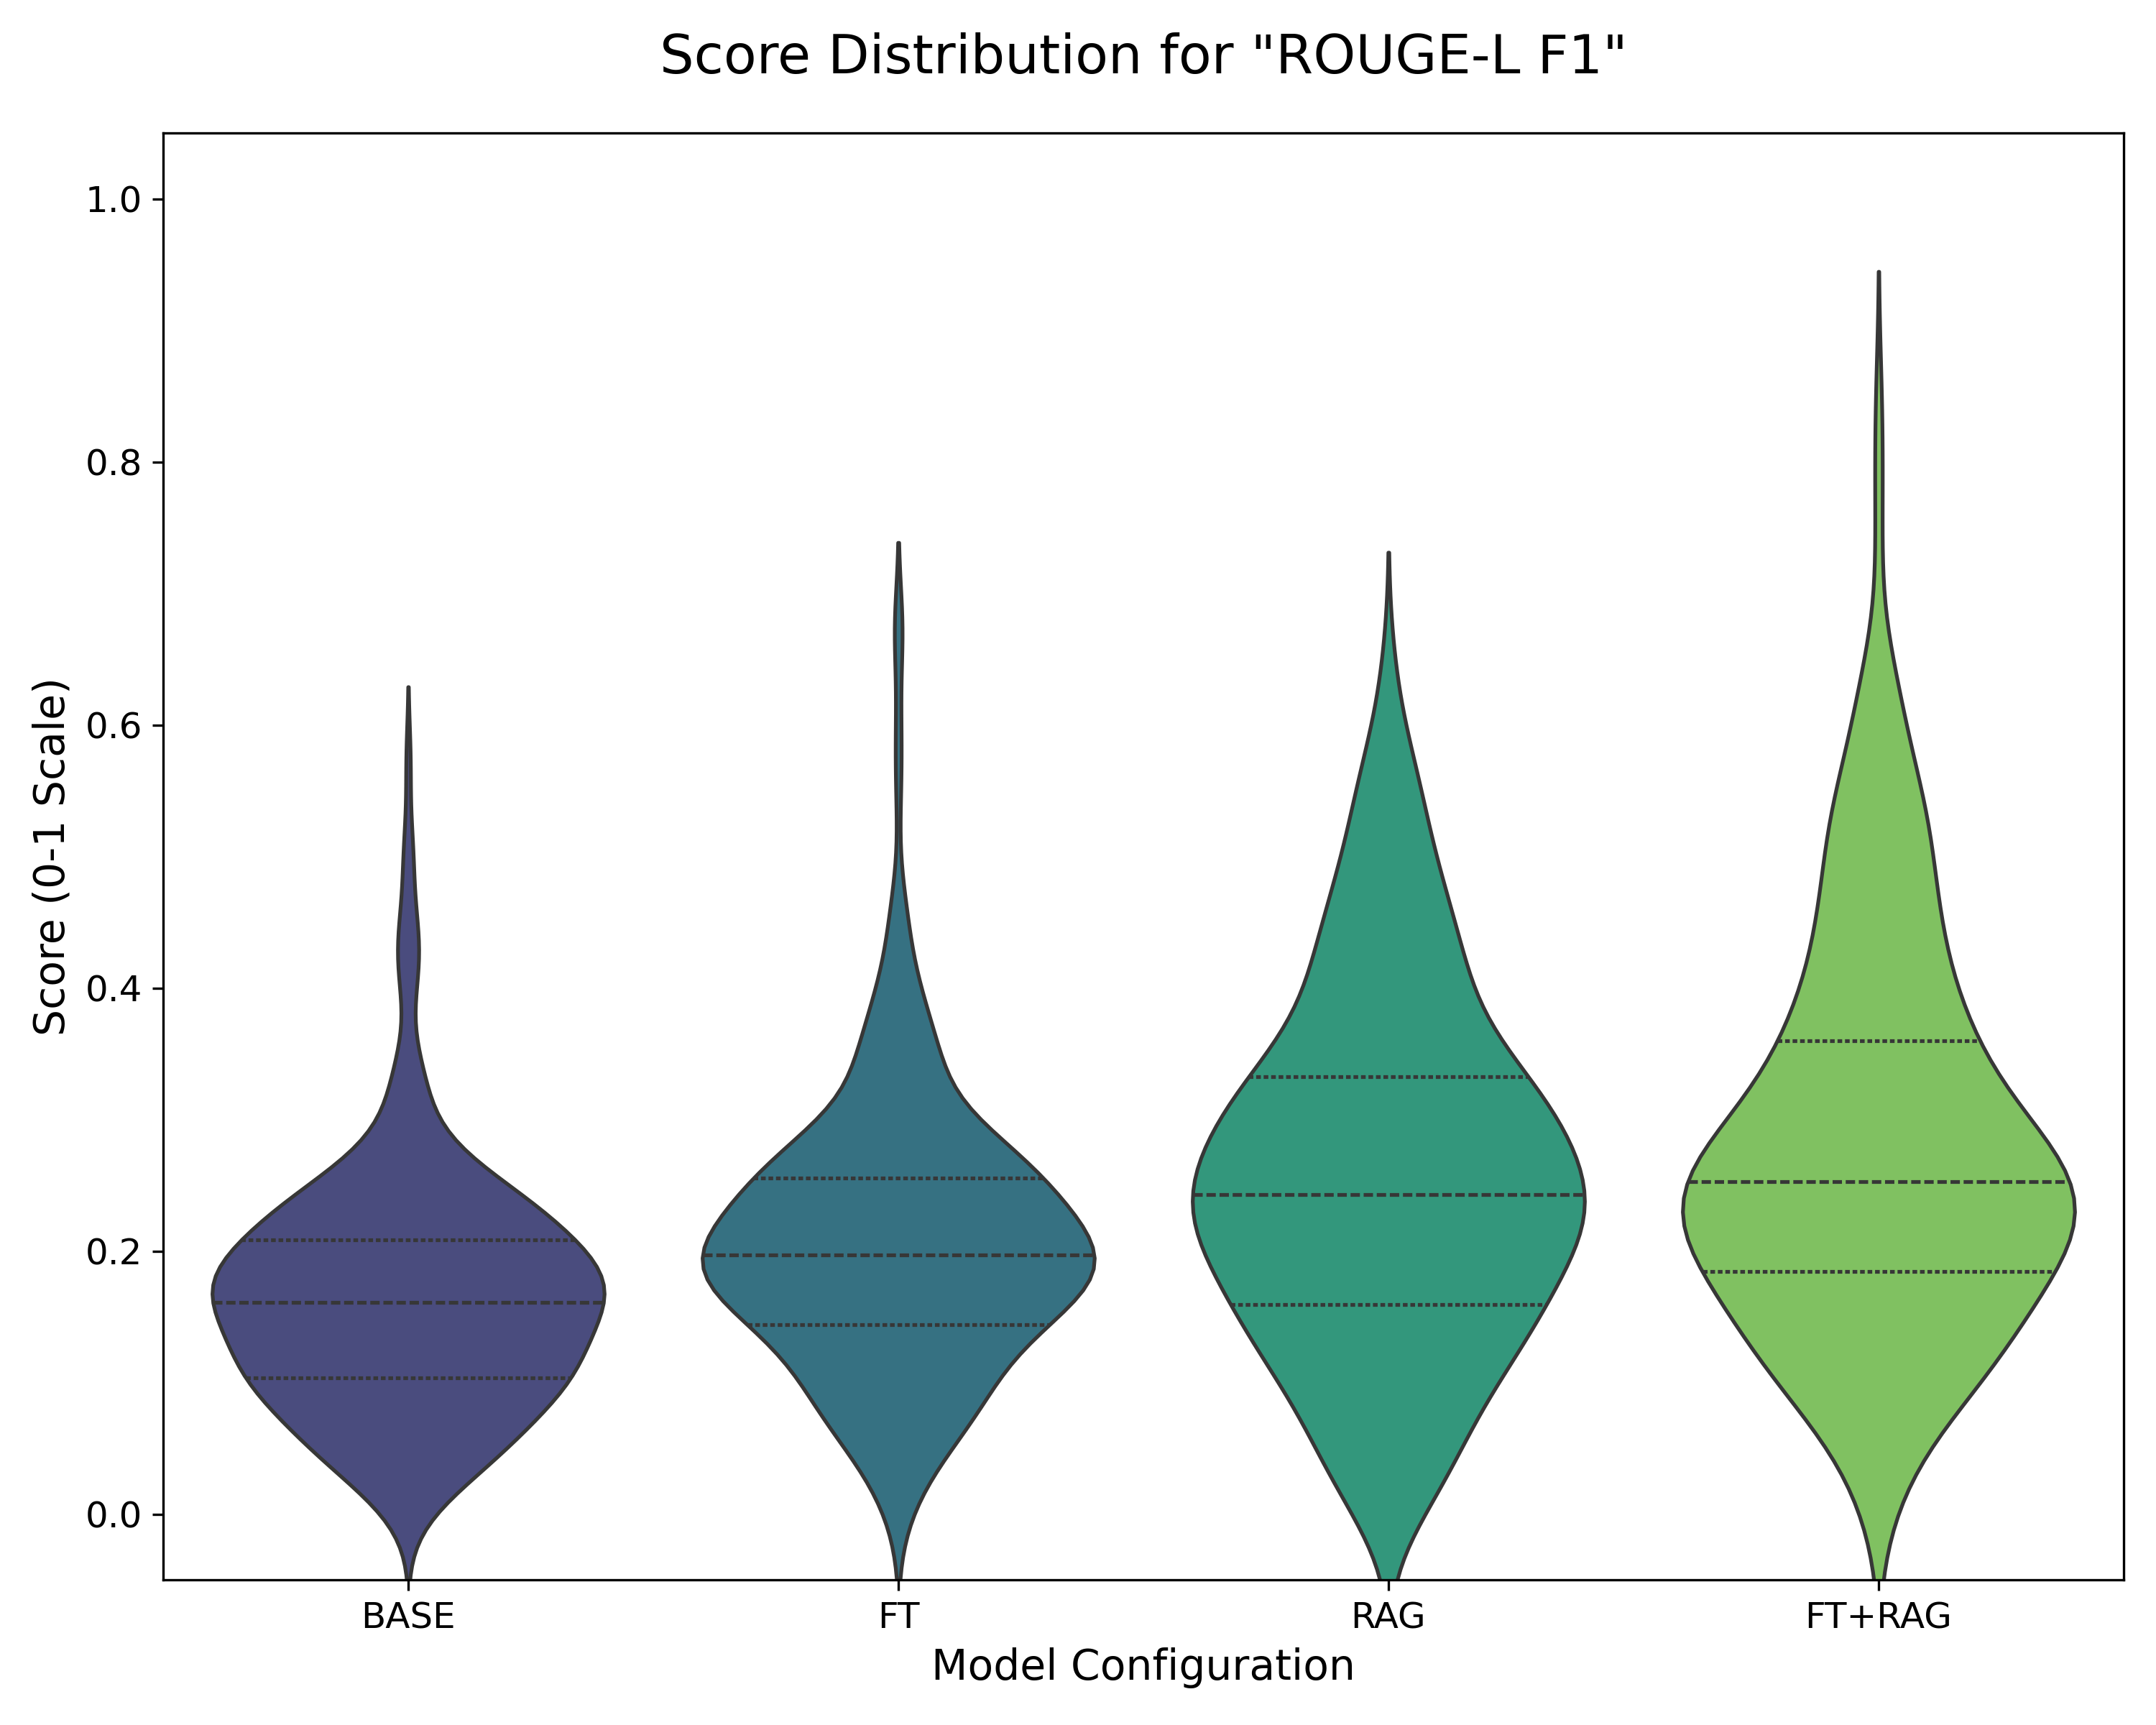 Score Distribution for "ROUGE-L F1"
Score (0-1 Scale)
1.0
0.8
0.6
0.4
0.2
0.0
BASE FT RAG FT+RAG
Model Configuration